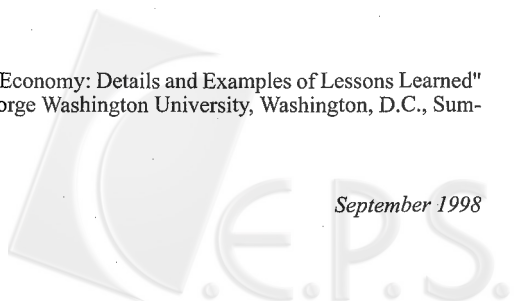 Economy: Details and Examples of Lessons Learned"
orge Washington University, Washington, D.C., Sum-
September 1998
C.E.P.S.